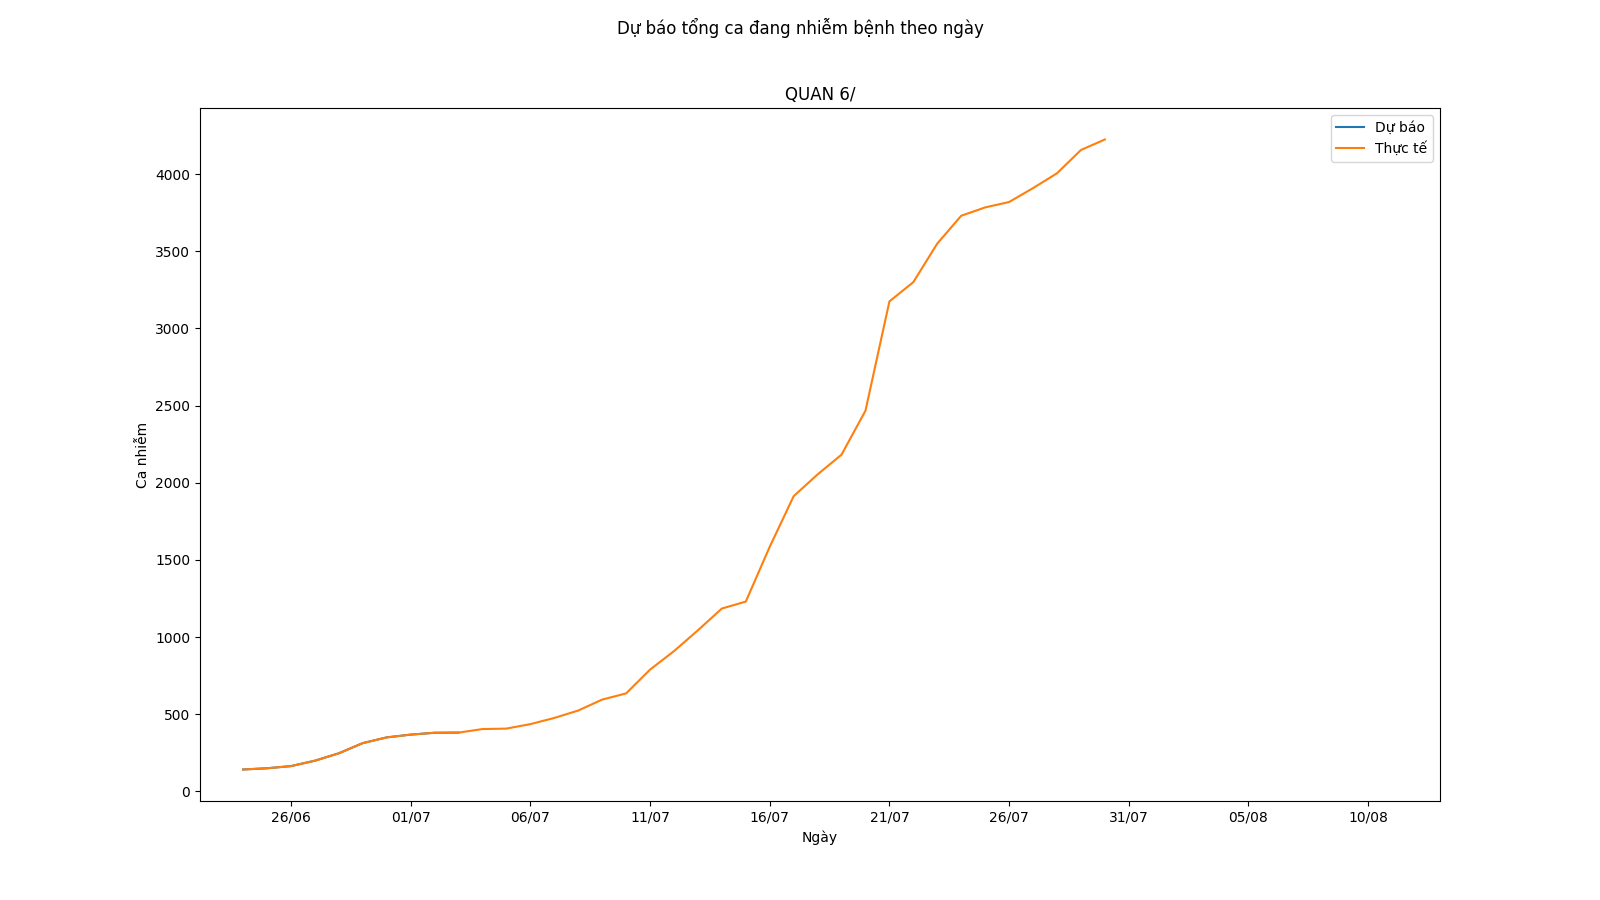 Dự báo tổng ca đang nhiễm bệnh theo ngày
QUAN 6/
Dự báo
Thực tế
4000
3500
3000
2500
2000
1500
1000
500
0
Ca nhiễm
26/06 01/07 06/07 11/07 16/07 21/07 26/07 31/07 05/08 10/08
Ngày